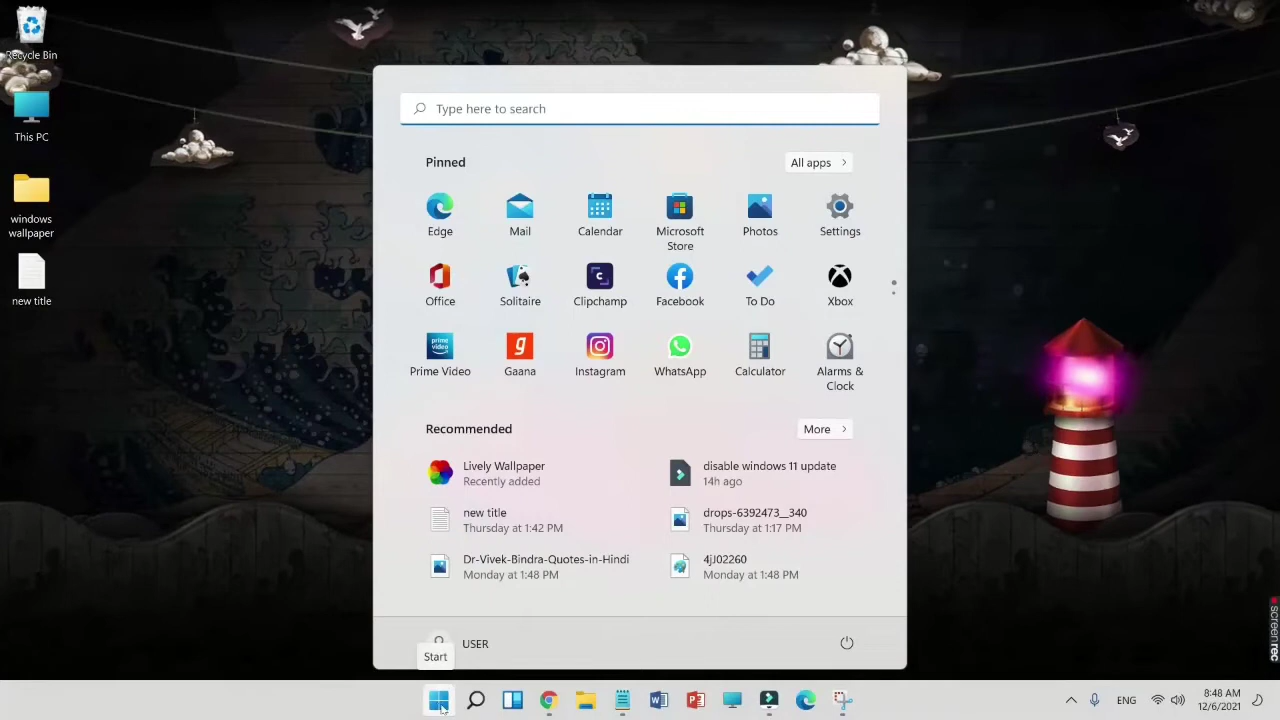 Recycle Bin
This PC
windows
wallpaper
new title
Type here to search
Pinned
All apps
Edge
Mail
Calendar
Microsoft
Store
Photos
Settings
Office
Solitaire
Clipchamp
Facebook
To Do
Xbox
prime
video
Prime Video
Gaana
Instagram
WhatsApp
Calculator
Alarms &
Clock
Recommended
More
Lively Wallpaper
Recently added
disable windows 11 update
14h ago
new title
Thursday at 1:42 PM
drops-6392473__340
Thursday at 1:17 PM
Dr-Vivek-Bindra-Quotes-in-Hindi
Monday at 1:48 PM
4jJ02260
Monday at 1:48 PM
USER
Start
ENG
8:48 AM
12/6/2021
screenrec